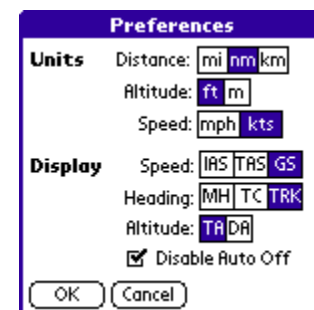 Preferences
Units Distance: mi nm km
Altitude: ft m
Speed: mph kts
Display Speed: IAS TAS GS
Heading: MH TC TRK
Altitude: TA DA
Disable Auto Off
OK Cancel